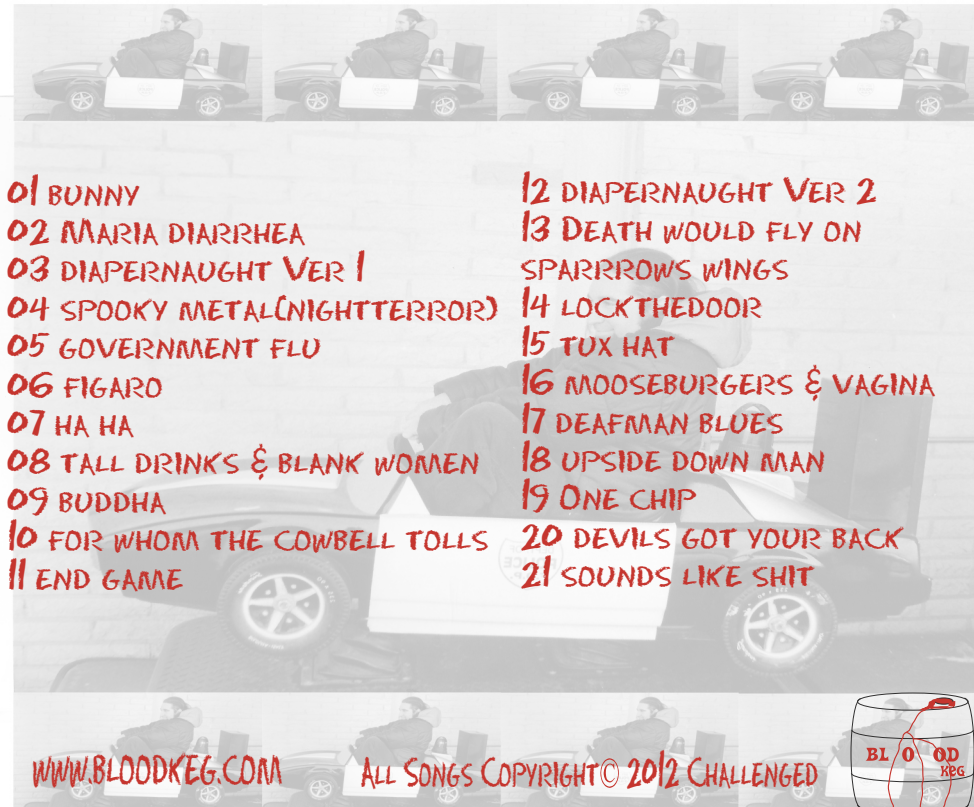 01 BUNNY
02 MARIA DIARRHEA
03 DIAPERNAUGHT VER 1
04 SPOOKY METAL(NIGHTTERROR)
05 GOVERNMENT FLU
06 FIGARO
07 HA HA
08 TALL DRINKS & BLANK WOMEN
09 BUDDHA
10 FOR WHOM THE COWBELL TOLLS
11 END GAME
12 DIAPERNAUGHT VER 2
13 DEATH WOULD FLY ON
SPARRROWS WINGS
14 LOCKTHEDOOR
15 TUX HAT
16 MOOSEBURGERS & VAGINA
17 DEAFMAN BLUES
18 UPSIDE DOWN MAN
19 ONE CHIP
20 DEVILS GOT YOUR BACK
21 SOUNDS LIKE SHIT
WWW.BLOODKEG.COM
ALL SONGS COPYRIGHT© 2012 CHALLENGED
BLOOD
KEG